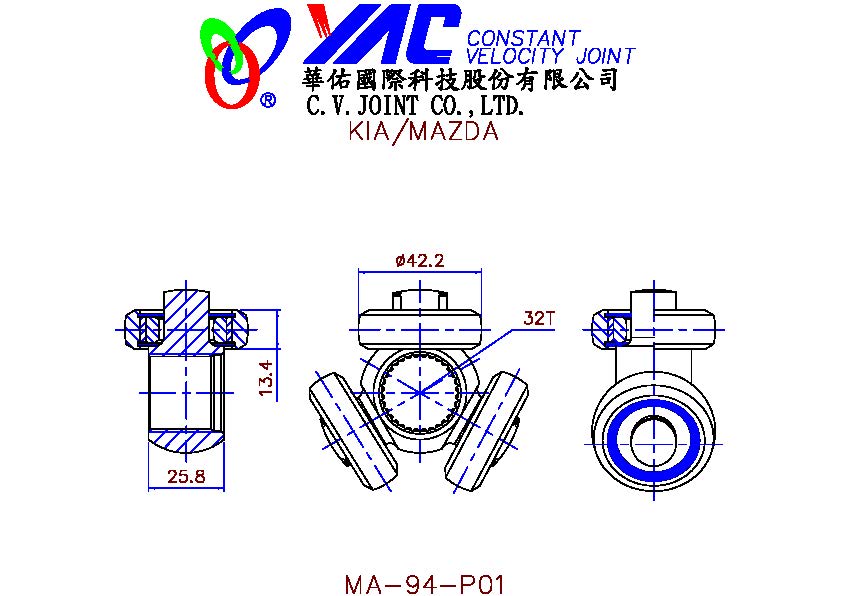 YAC CONSTANT
VELOCITY JOINT
®
華佑國際科技股份有限公司
C.V.JOINT CO.,LTD.
KIA/MAZDA
ø42.2
32T
13.4
25.8
MA-94-P01